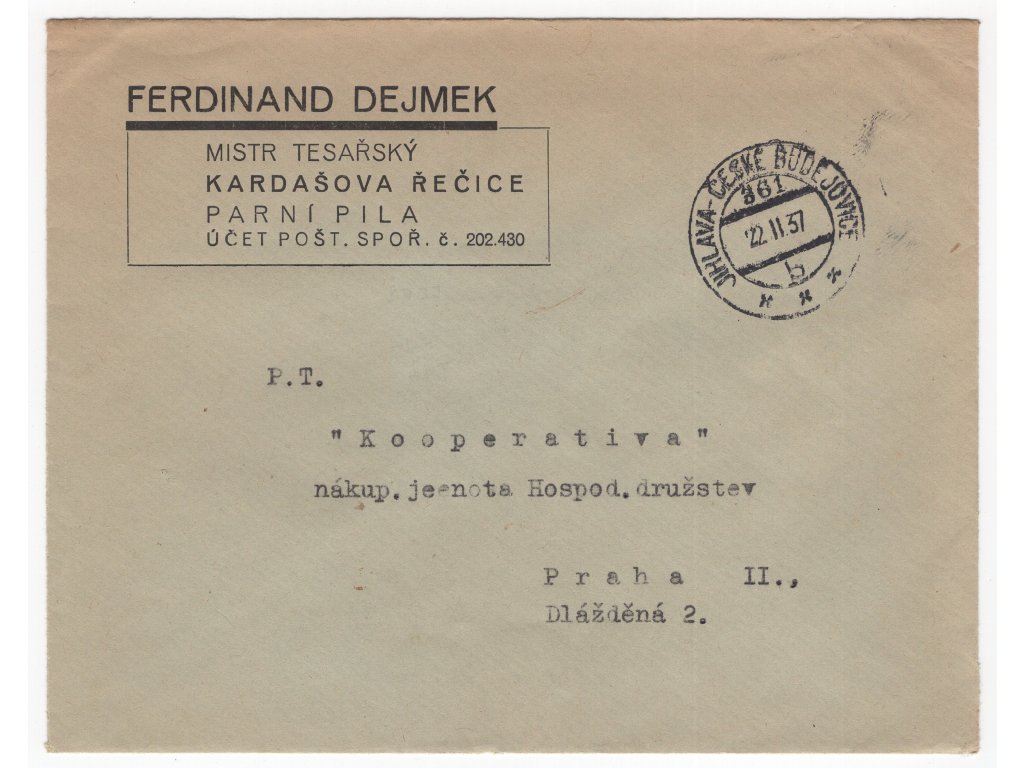 FERDINAND DEJMEK
MISTR TESAŘSKÝ
KARDAŠOVA ŘEČICE
PARNÍ PILA
ÚČET POŠT. SPOŘ. č. 202.430
JIHLAVA-ČESKÉ BUDĚJOVICE
361
22.II.37
b
P.T.
"Kooperativa"
nákup.jeenota Hospod.družstev
Praha II.,
Dlážděná 2.